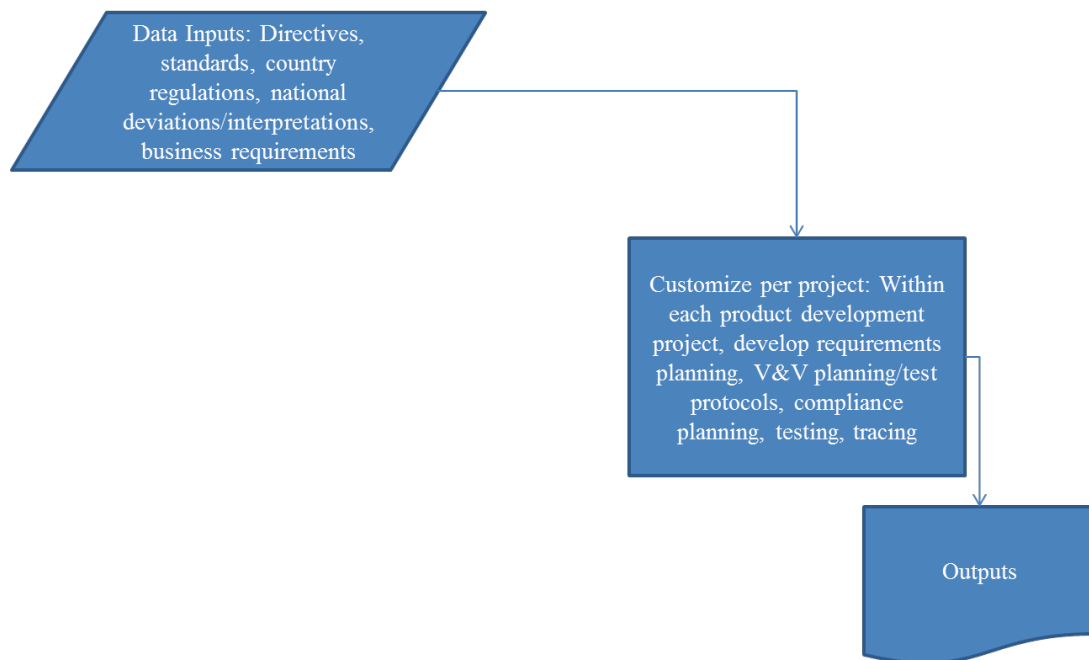 Data Inputs: Directives,
standards, country
regulations, national
deviations/interpretations,
business requirements
Customize per project: Within
each product development
project, develop requirements
planning, V&V planning/test
protocols, compliance
planning, testing, tracing
Outputs